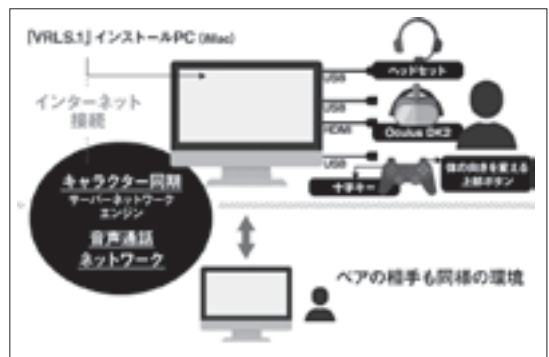 「VRLS.1」インストールPC（iMac）
インターネット
接続
USB
ヘッドセット
USB
HDMI
Oculus DK2
USB
体の向きを変える
上部ボタン
十字キー
キャラクター同期
サーバーネットワーク
エンジン
音声通話
ネットワーク
ペアの相手も同様の環境